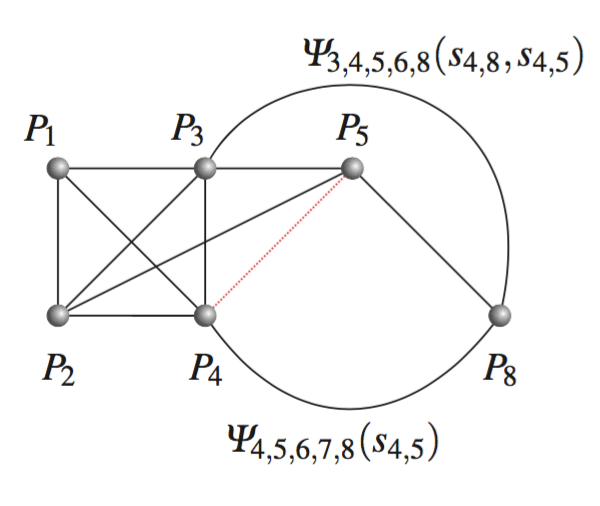 Ψ3,4,5,6,8(s4,8, s4,5)
P1 P3 P5
P2 P4 P8
Ψ4,5,6,7,8(s4,5)